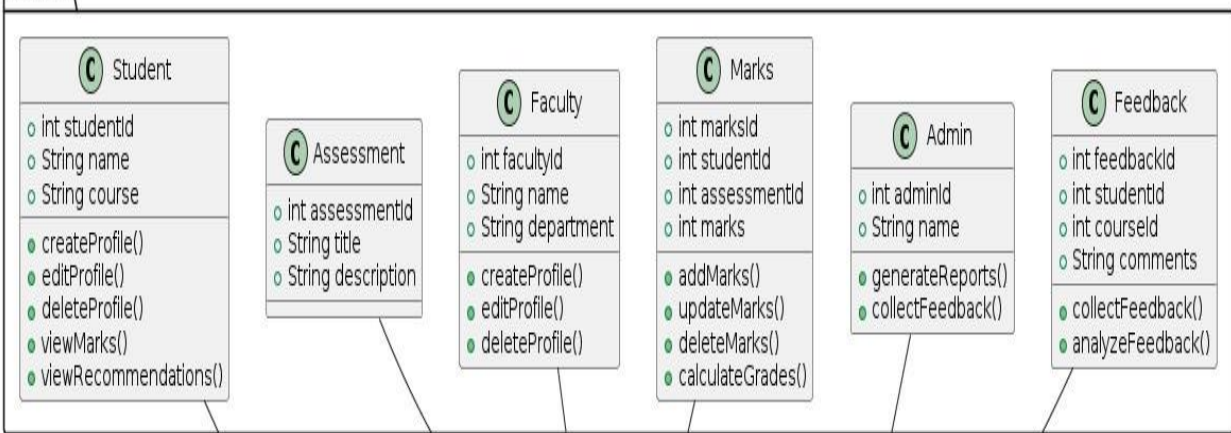 C Student
int studentId
String name
String course
createProfile()
editProfile()
deleteProfile()
viewMarks()
viewRecommendations()
C Assessment
int assessmentId
String title
String description
C Faculty
int facultyId
String name
String department
createProfile()
editProfile()
deleteProfile()
C Marks
int marksId
int studentId
int assessmentId
int marks
addMarks()
updateMarks()
deleteMarks()
calculateGrades()
C Admin
int adminId
String name
generateReports()
collectFeedback()
C Feedback
int feedbackId
int studentId
int courseId
String comments
collectFeedback()
analyzeFeedback()